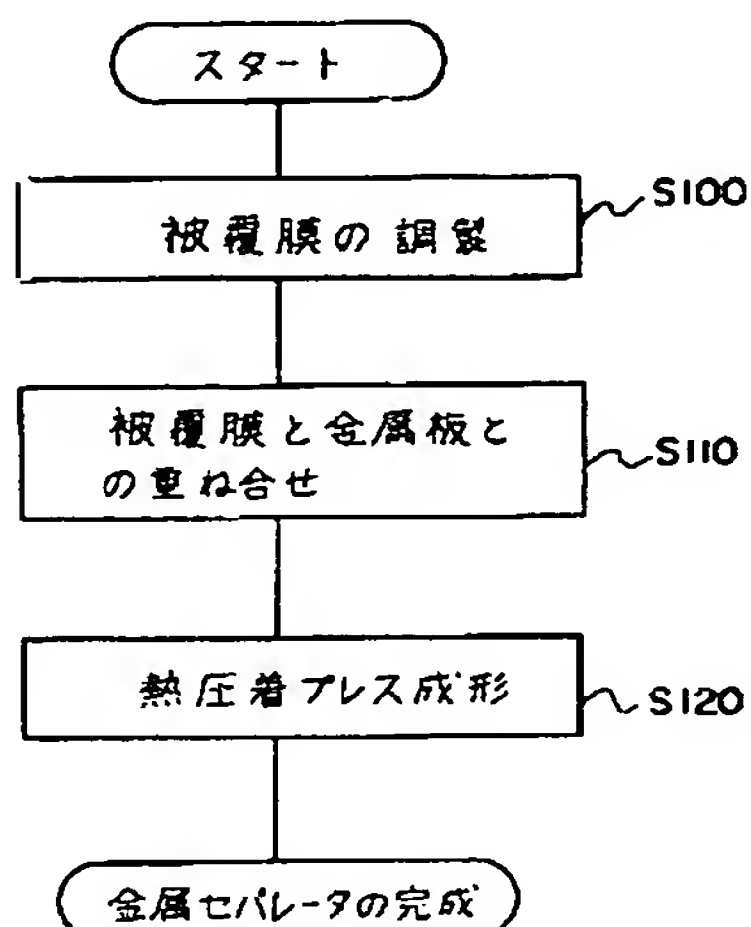 スタート
被覆膜の調製
S100
被覆膜と金属板と
の重ね合せ
S110
熱圧着プレス成形
S120
金属セパレータの完成